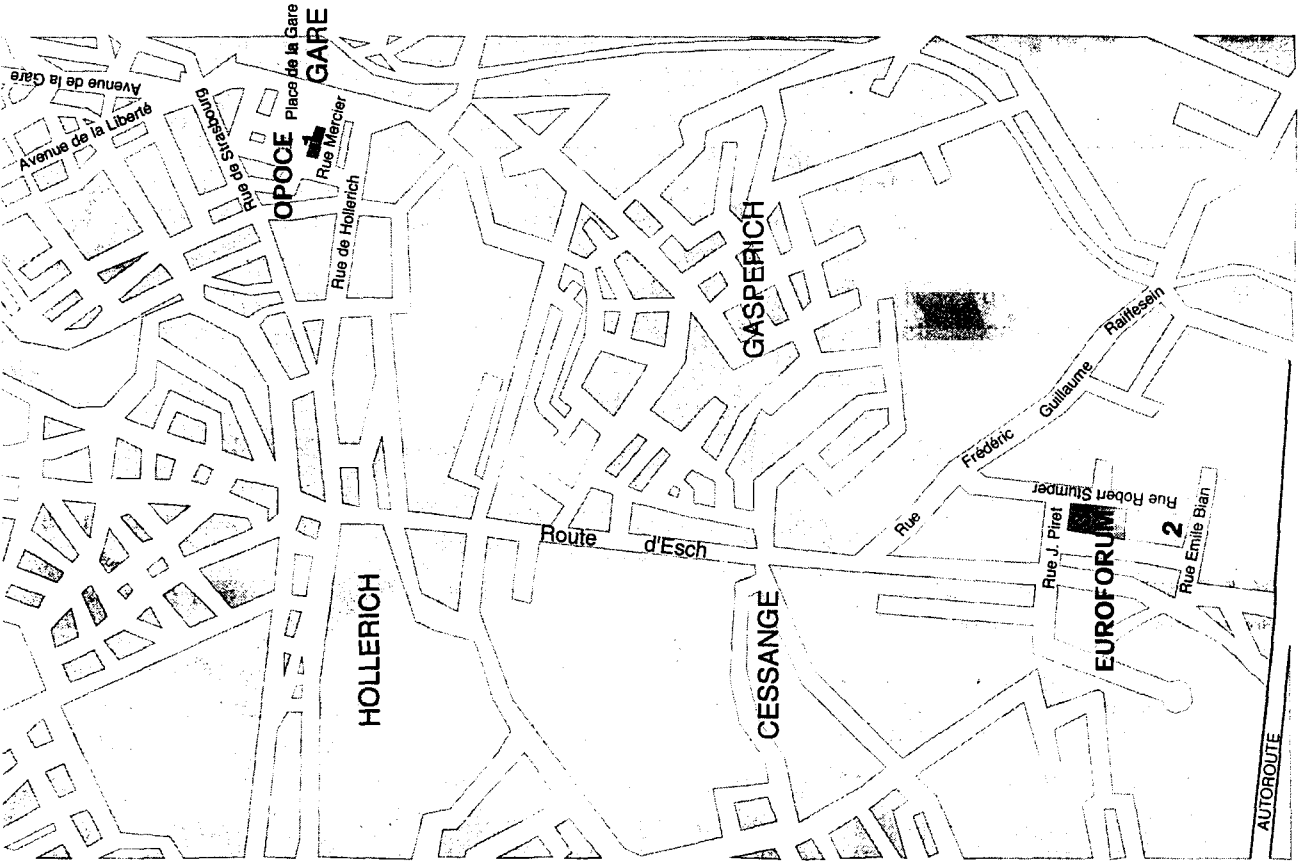 Avenue de la Gare
Avenue de la Liberté
Rue de Strasbourg
Place de la Gare
GARE
OPOCE
1
Rue Mercier
Rue de Hollerich
HOLLERICH
GASPERICH
Route d'Esch
CESSANGE
Rue Frédéric Guillaume Raiffesein
Rue J. Piret
Rue Robert Stumper
EUROFORUM
2
Rue Emile Bian
AUTOROUTE